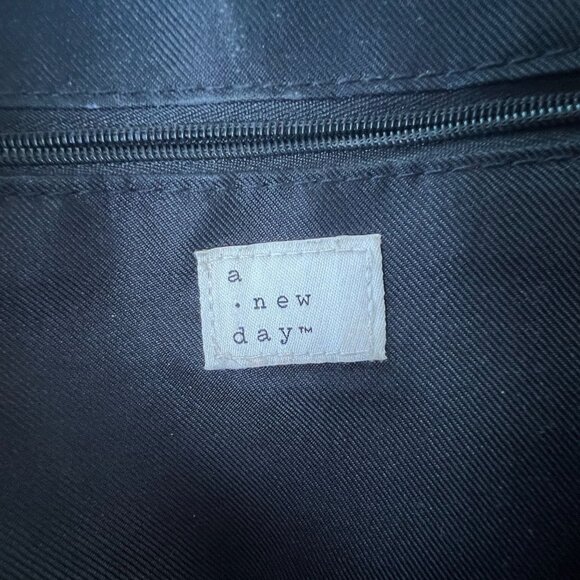 a
. new
day™